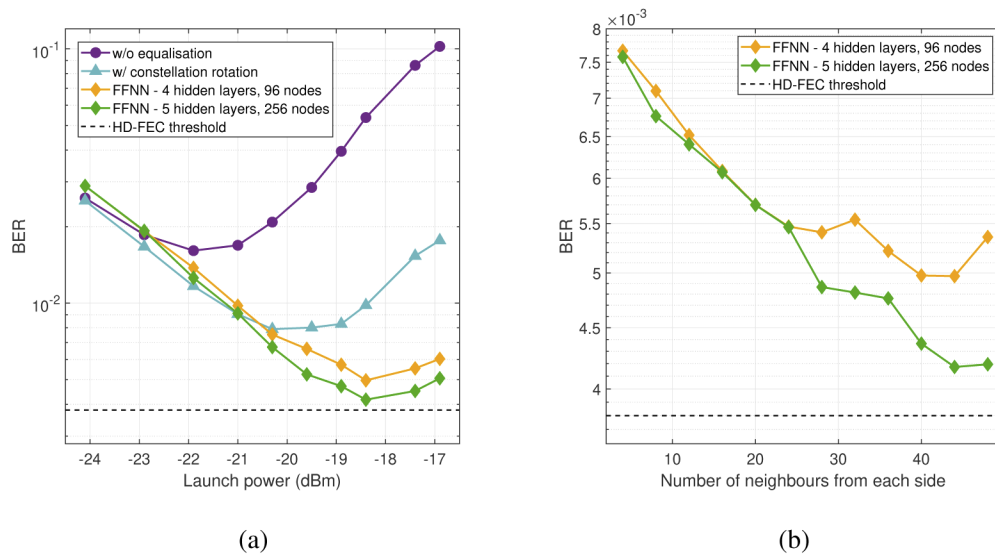 w/o equalisation
w/ constellation rotation
FFNN - 4 hidden layers, 96 nodes
FFNN - 5 hidden layers, 256 nodes
HD-FEC threshold
10^-1
10^-2
BER
-24 -23 -22 -21 -20 -19 -18 -17
Launch power (dBm)
(a)
×10^-3
FFNN - 4 hidden layers, 96 nodes
FFNN - 5 hidden layers, 256 nodes
HD-FEC threshold
8
7.5
7
6.5
6
5.5
5
4.5
4
BER
10 20 30 40
Number of neighbours from each side
(b)